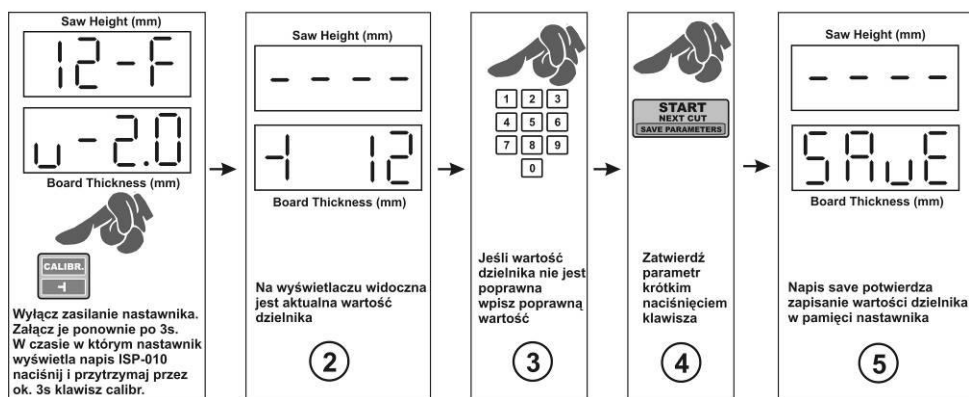 Saw Height (mm)
12-F
u-2.0
Board Thickness (mm)
CALIBR.
Wyłącz zasilanie nastawnika.
Załącz je ponownie po 3s.
W czasie w którym nastawnik
wyświetla napis ISP-010
naciśnij i przytrzymaj przez
ok. 3s klawisz calibr.
Saw Height (mm)
- - - -
⊣ 12
Board Thickness (mm)
Na wyświetlaczu widoczna
jest aktualna wartość
dzielnika
2
1 2 3
4 5 6
7 8 9
0
Jeśli wartość
dzielnika nie jest
poprawna
wpisz poprawną
wartość
3
START
NEXT CUT
SAVE PARAMETERS
Zatwierdź
parametr
krótkim
naciśnięciem
klawisza
4
Saw Height (mm)
- - - -
SAuE
Board Thickness (mm)
Napis save potwierdza
zapisanie wartości dzielnika
w pamięci nastawnika
5